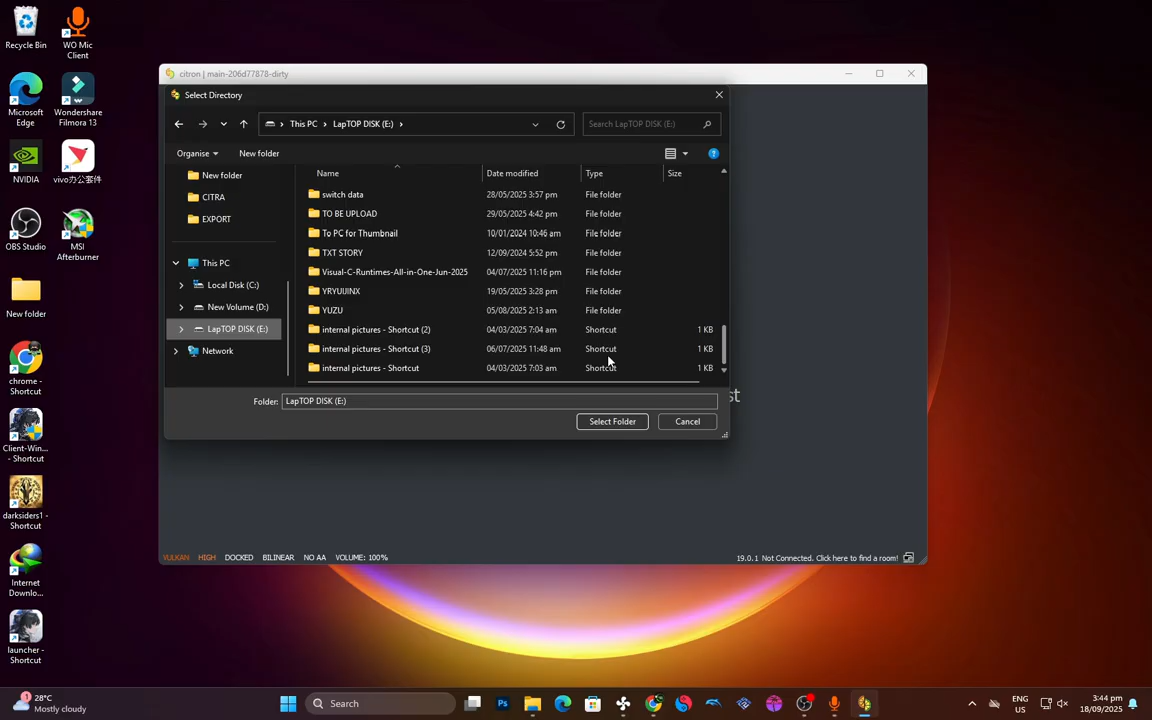 Recycle Bin
WO Mic
Client
Microsoft
Edge
Wondershare
Filmora 13
NVIDIA
vivo办公套件
OBS Studio
MSI
Afterburner
New folder
chrome -
Shortcut
Client-Win...
- Shortcut
darksiders1 -
Shortcut
Internet
Downlo...
launcher -
Shortcut
citron | main-206d77878-dirty
Select Directory
This PC
LapTOP DISK (E:)
Search LapTOP DISK (E:)
Organise
New folder
New folder
CITRA
EXPORT
This PC
Local Disk (C:)
New Volume (D:)
LapTOP DISK (E:)
Network
Name Date modified Type Size
switch data 28/05/2025 3:57 pm File folder
TO BE UPLOAD 29/05/2025 4:42 pm File folder
To PC for Thumbnail 10/01/2024 10:46 am File folder
TXT STORY 12/09/2024 5:52 pm File folder
Visual-C-Runtimes-All-in-One-Jun-2025 04/07/2025 11:16 pm File folder
YRYUIJINX 19/05/2025 3:28 pm File folder
YUZU 05/08/2025 2:13 am File folder
internal pictures - Shortcut (2) 04/03/2025 7:04 am Shortcut 1 KB
internal pictures - Shortcut (3) 06/07/2025 11:48 am Shortcut 1 KB
internal pictures - Shortcut 04/03/2025 7:03 am Shortcut 1 KB
Folder: LapTOP DISK (E:)
Select Folder Cancel
st
VULKAN HIGH DOCKED BILINEAR NO AA VOLUME: 100%
19.0.1 Not Connected. Click here to find a room!
1
28°C
Mostly cloudy
Search
Ps
ENG
US
3:44 pm
18/09/2025